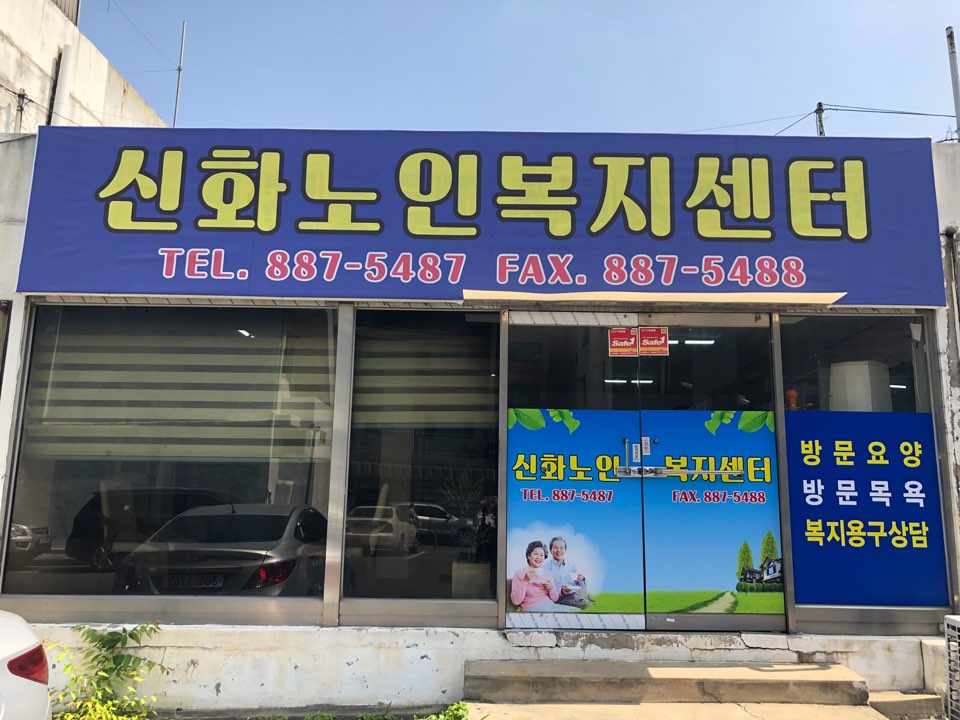 신화노인복지센터
TEL. 887-5487 FAX. 887-5488
Safe1
Safe1
신화노인 복지센터
TEL. 887-5487 FAX. 887-5488
방문요양
방문목욕
복지용구상담